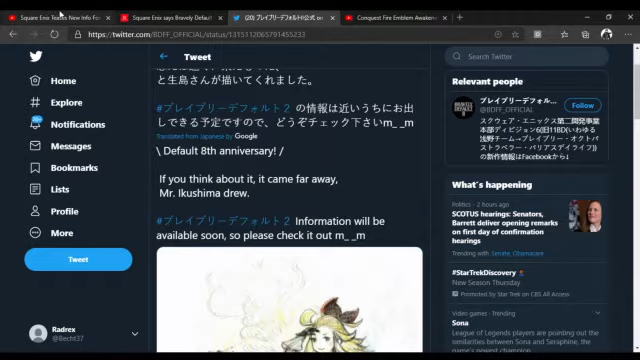 Square Enix Teases New Info For
Square Enix says Bravely Default
(20) ブレイブリーデフォルト公式 on
Conquest Fire Emblem Awaken
https://twitter.com/BDFF_OFFICIAL/status/1315112065791455233
Tweet
Search Twitter
Home
Explore
20+
Notifications
Messages
Bookmarks
Lists
Profile
More
Tweet
Radrex
@Becht37
と生島さんが描いてくれました。
#ブレイブリーデフォルト２ の情報は近いうちにお出
しできる予定ですので、どうぞチェック下さいm_ _m
Translated from Japanese by Google
\ Default 8th anniversary! /
If you think about it, it came far away,
Mr. Ikushima drew.
#ブレイブリーデフォルト２ Information will be
available soon, so please check it out m_ _m
Relevant people
ブレイブリーデフォル...
@BDFF_OFFICIAL
Follow
スクウェア・エニックス第二開発事業
本部ディビジョン6(旧11BD(いわゆる
浅野チーム→ブレイブリー・オクトパ
ストラベラー・バリアスデイライフ))
の新作情報はFacebookから↓
What's happening
Politics · 2 hours ago
SCOTUS hearings: Senators,
Barrett deliver opening remarks
on first day of confirmation
hearings
Trending with Senate, Obamacare
#StarTrekDiscovery
New Season Thursday
Promoted by Star Trek on CBS All Access
Video games · Trending
Sona
League of Legends players are pointing out the
similarities between Sona and Seraphine, the
game's newest champion